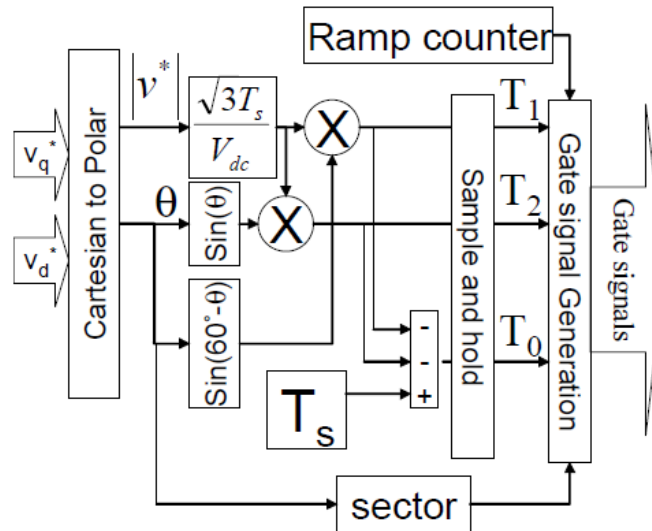 Ramp counter
|v*|
√3T_s
V_dc
X
T_1
v_q*
Cartesian to Polar
θ
Sin(θ)
X
T_2
v_d*
Sin(60°-θ)
-
-
+
Sample and hold
T_0
Gate signal Generation
Gate signals
T_s
sector